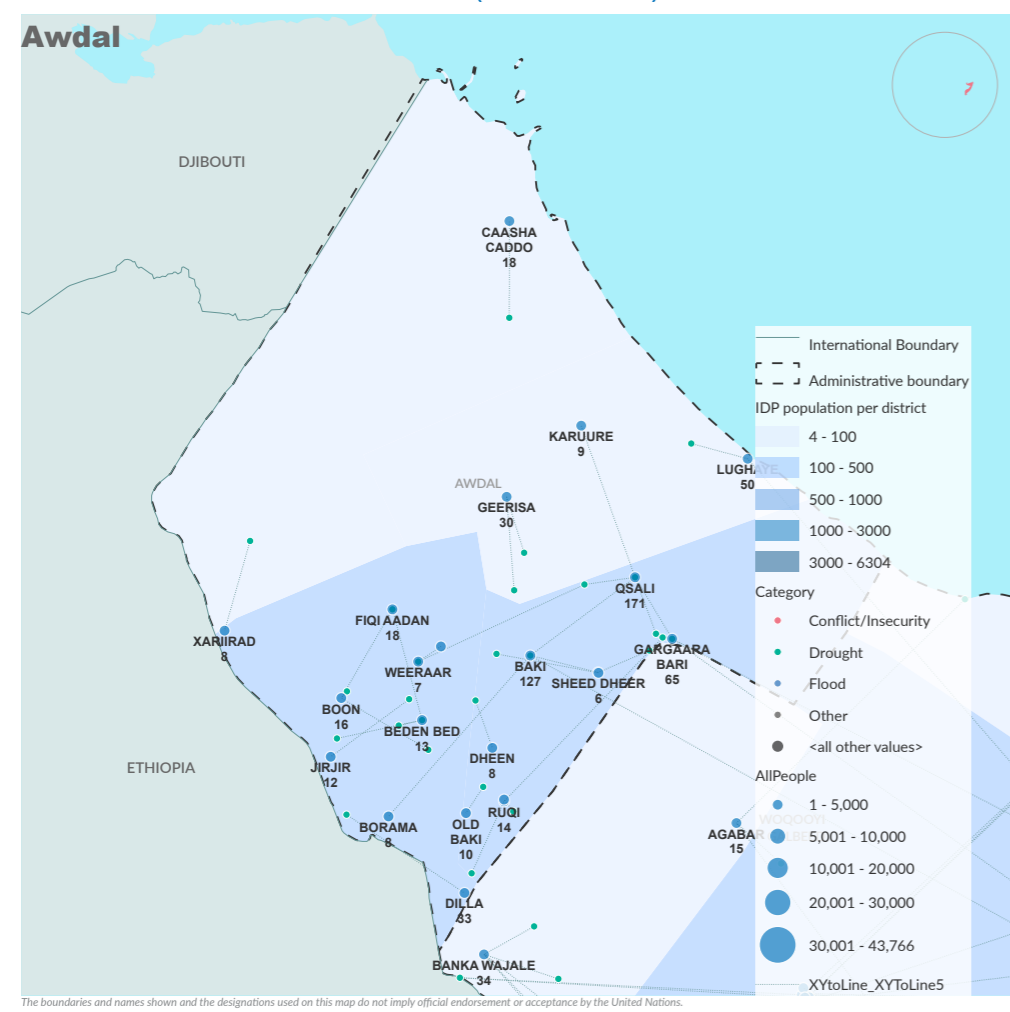 Awdal
DJIBOUTI
CAASHA
CADDO
18
International Boundary
Administrative boundary
IDP population per district
4 - 100
KARUURE
9
100 - 500
LUGHAYE
50
AWDAL
GEERISA
30
500 - 1000
1000 - 3000
3000 - 6304
QSALI
171
Category
FIQI AADAN
18
Conflict/Insecurity
XARIIRAD
8
GARGAARA
BARI
65
Drought
WEERAAR
7
BAKI
127
SHEED DHEER
6
Flood
BOON
16
Other
BEDEN BED
13
<all other values>
DHEEN
8
ETHIOPIA
JIRJIR
12
AllPeople
1 - 5,000
RUQI
14
OLD
BAKI
10
BORAMA
8
AGABAR
15
5,001 - 10,000
10,001 - 20,000
DILLA
33
20,001 - 30,000
30,001 - 43,766
BANKA WAJALE
34
XYtoLine_XYToLine5
The boundaries and names shown and the designations used on this map do not imply official endorsement or acceptance by the United Nations.